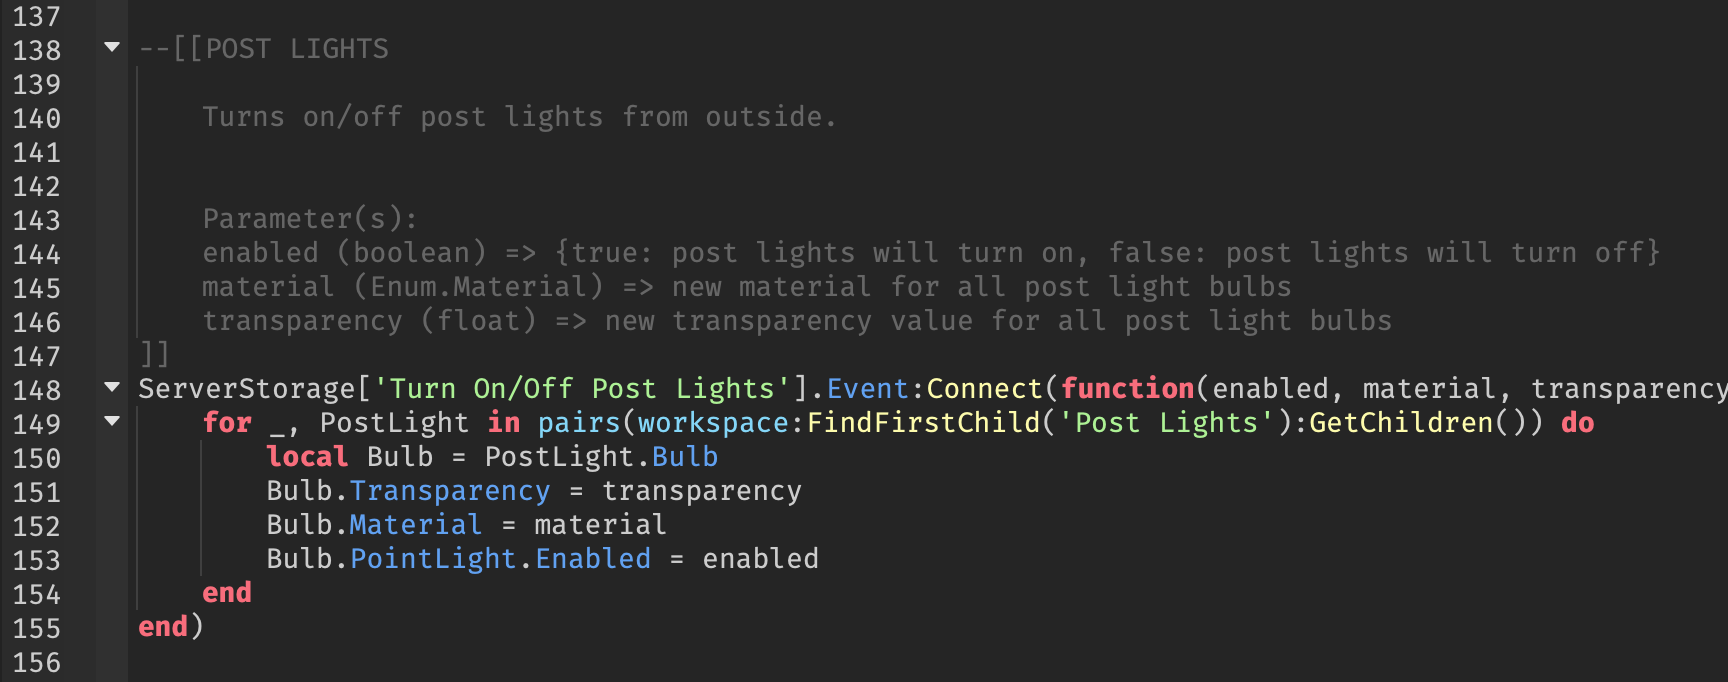 137
138 --[[POST LIGHTS
139
140 Turns on/off post lights from outside.
141
142
143 Parameter(s):
144 enabled (boolean) => {true: post lights will turn on, false: post lights will turn off}
145 material (Enum.Material) => new material for all post light bulbs
146 transparency (float) => new transparency value for all post light bulbs
147 ]]
148 ServerStorage['Turn On/Off Post Lights'].Event:Connect(function(enabled, material, transparency
149 for _, PostLight in pairs(workspace:FindFirstChild('Post Lights'):GetChildren()) do
150 local Bulb = PostLight.Bulb
151 Bulb.Transparency = transparency
152 Bulb.Material = material
153 Bulb.PointLight.Enabled = enabled
154 end
155 end)
156